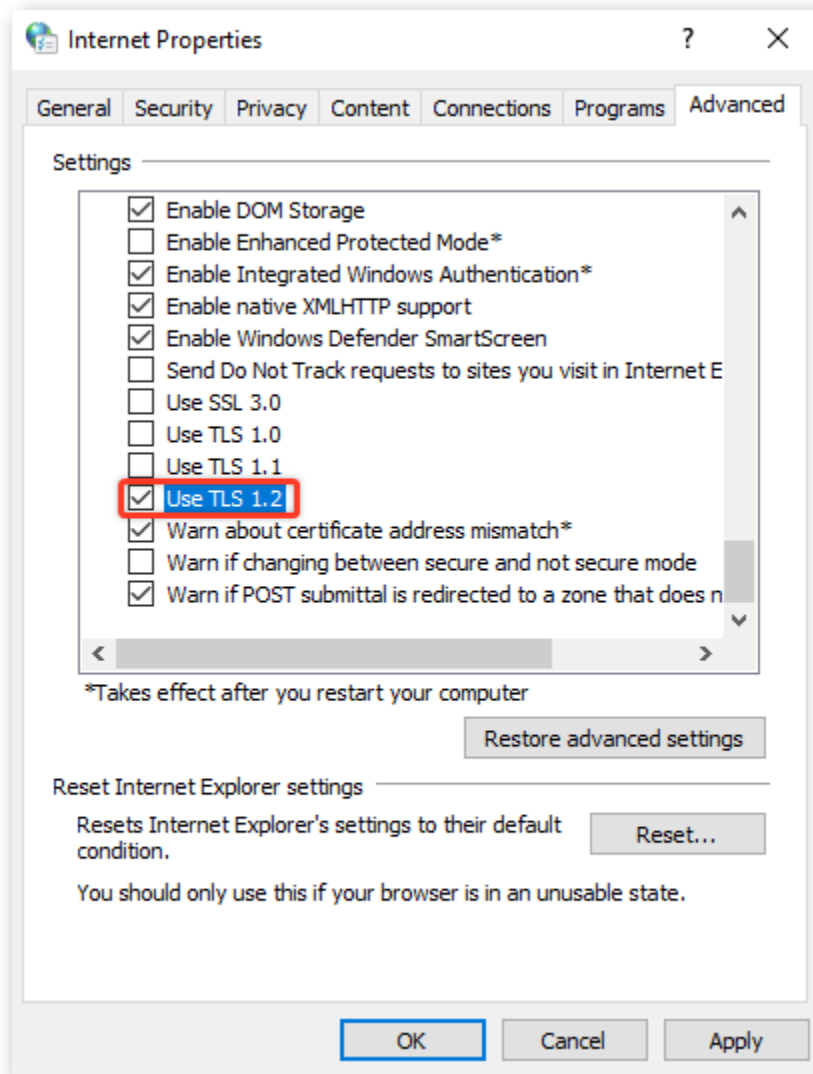 Internet Properties
?
General Security Privacy Content Connections Programs Advanced
Settings
Enable DOM Storage
Enable Enhanced Protected Mode*
Enable Integrated Windows Authentication*
Enable native XMLHTTP support
Enable Windows Defender SmartScreen
Send Do Not Track requests to sites you visit in Internet E
Use SSL 3.0
Use TLS 1.0
Use TLS 1.1
Use TLS 1.2
Warn about certificate address mismatch*
Warn if changing between secure and not secure mode
Warn if POST submittal is redirected to a zone that does n
*Takes effect after you restart your computer
Restore advanced settings
Reset Internet Explorer settings
Resets Internet Explorer's settings to their default
condition.
Reset...
You should only use this if your browser is in an unusable state.
OK Cancel Apply